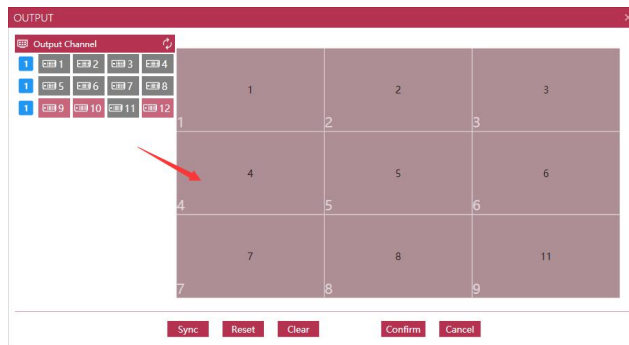 OUTPUT ×
Output Channel
1 1 2 3 4
1 5 6 7 8
1 9 10 11 12
1 2 3
1 2 3
4 5 6
4 5 6
7 8 11
7 8 9
Sync Reset Clear Confirm Cancel